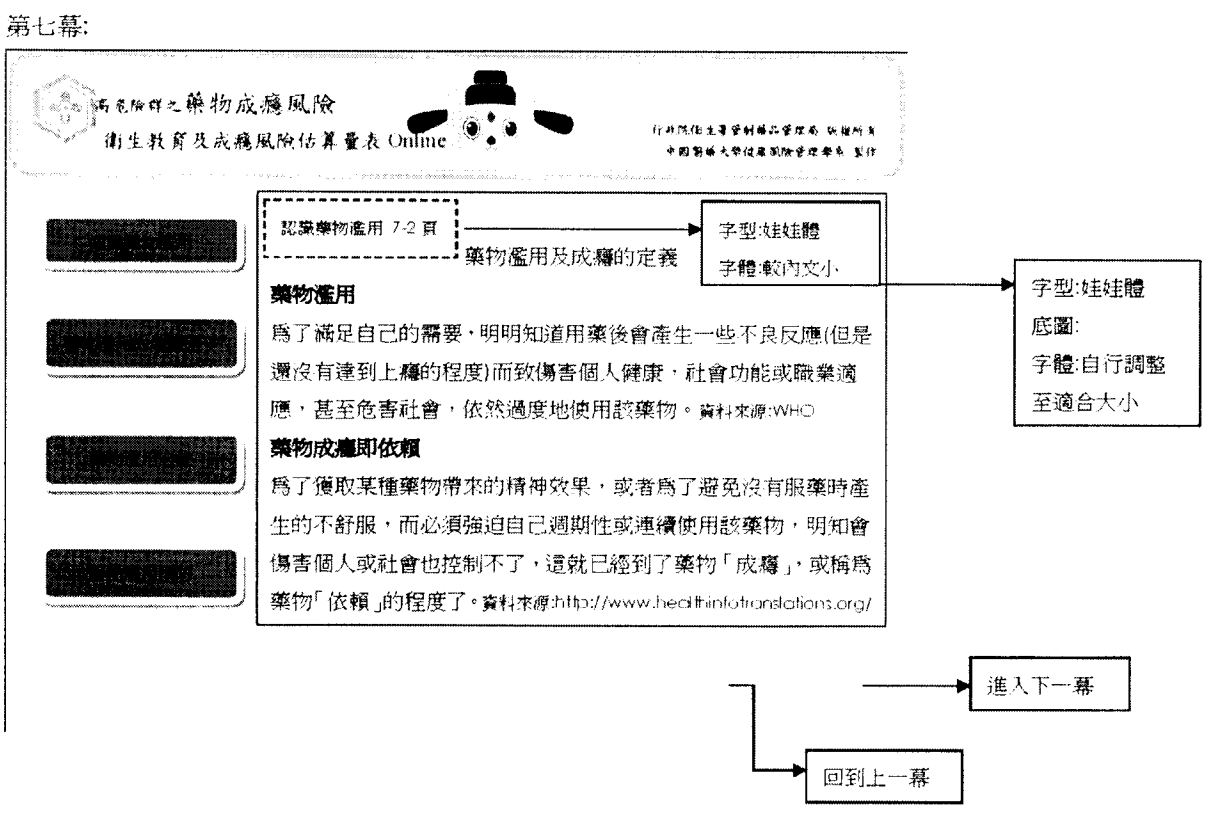 第七幕:
高危險群之藥物成癮風險
衛生教育及成癮風險估算量表 Online
行政院衛生署管制藥品管理局 版權所有
中國醫藥大學健康風險管理學系 製作
認識藥物濫用 7-2 頁
藥物濫用及成癮的定義
字型:娃娃體
字體:較內文小
字型:娃娃體
底圖:
字體:自行調整
至適合大小
藥物濫用
爲了滿足自己的需要，明明知道用藥後會產生一些不良反應(但是
還沒有達到上癮的程度)而致傷害個人健康，社會功能或職業適
應，甚至危害社會，依然過度地使用該藥物。資料來源:WHO
藥物成癮即依賴
爲了獲取某種藥物帶來的精神效果，或者爲了避免沒有服藥時產
生的不舒服，而必須強迫自己週期性或連續使用該藥物，明知會
傷害個人或社會也控制不了，這就已經到了藥物「成癮」，或稱爲
藥物「依賴」的程度了。資料來源:http://www.healthinfotranslations.org/
進入下一幕
回到上一幕